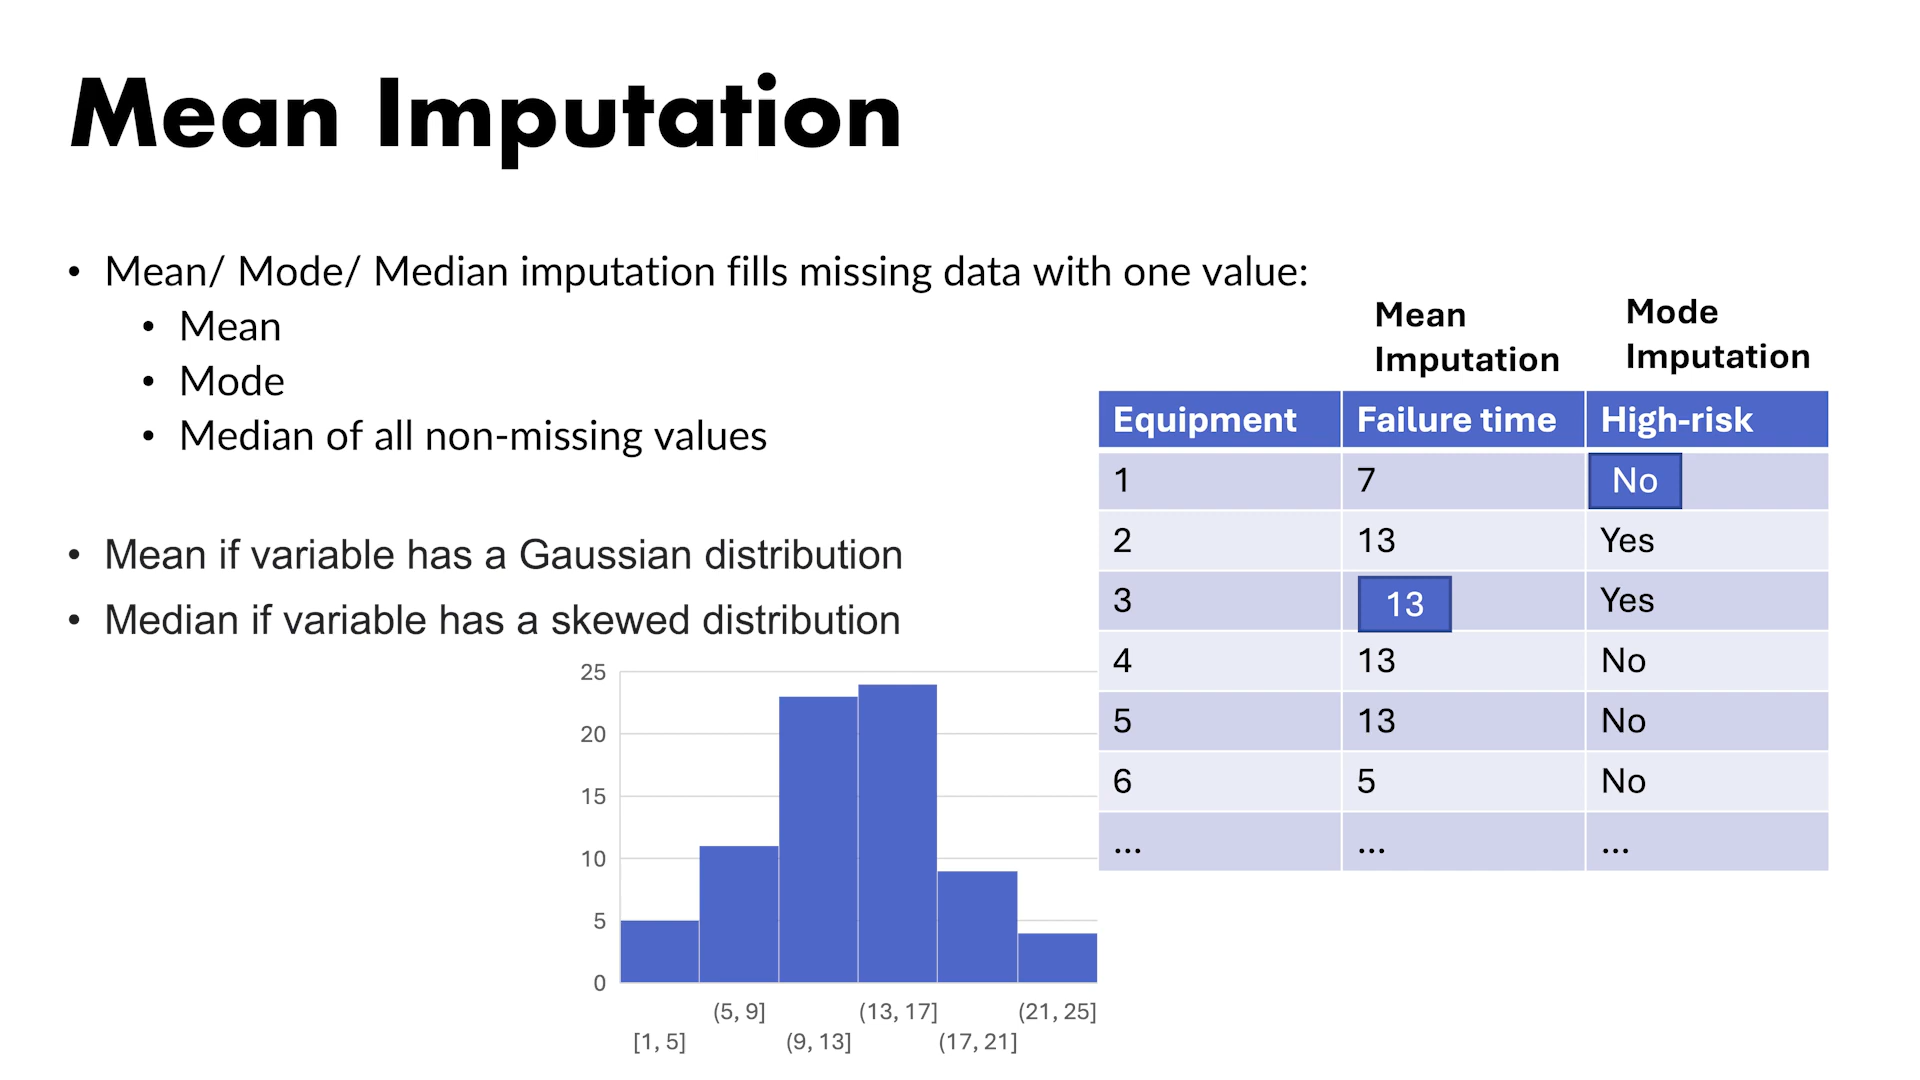 Mean Imputation
• Mean/ Mode/ Median imputation fills missing data with one value:
• Mean
• Mode
• Median of all non-missing values
• Mean if variable has a Gaussian distribution
• Median if variable has a skewed distribution
Mean
Imputation
Mode
Imputation
Equipment Failure time High-risk
1 7 No
2 13 Yes
3 13 Yes
4 13 No
5 13 No
6 5 No
... ... ...
25
20
15
10
5
0
(5, 9] (13, 17] (21, 25]
[1, 5] (9, 13] (17, 21]